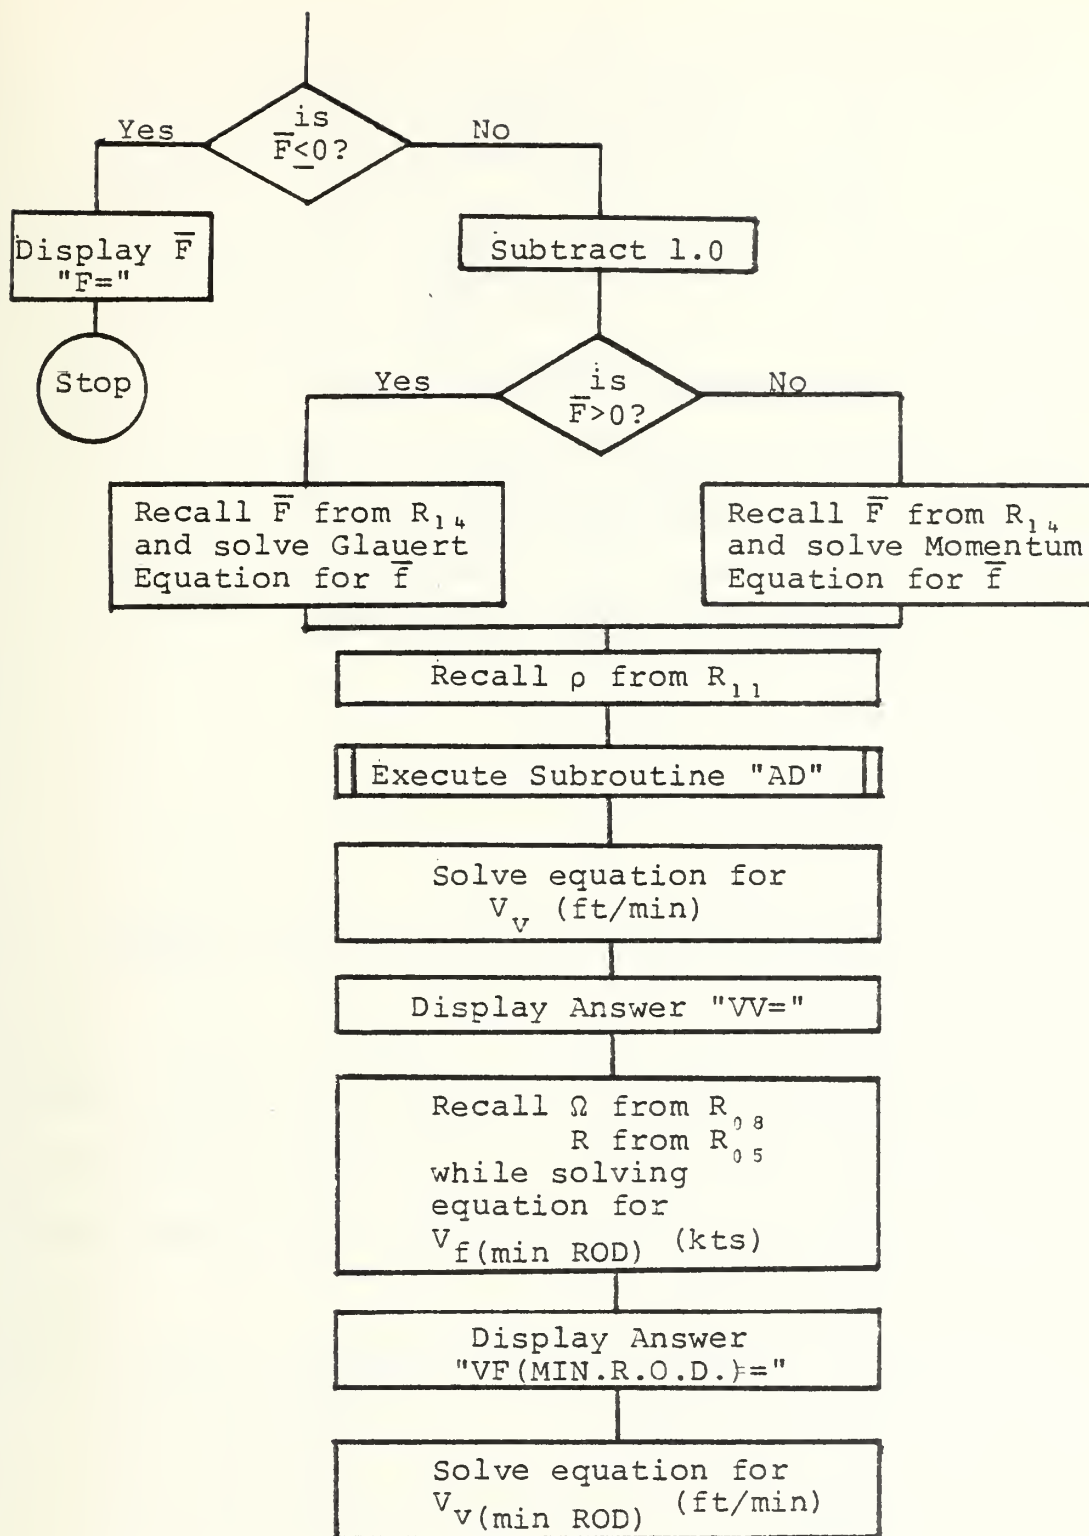 is
F̅≤0?
Yes
No
Display F̅
"F="
Subtract 1.0
Stop
is
F̅>0?
Yes
No
Recall F̅ from R₁₄
and solve Glauert
Equation for f̅
Recall F̅ from R₁₄
and solve Momentum
Equation for f̅
Recall ρ from R₁₁
Execute Subroutine "AD"
Solve equation for
Vᵥ (ft/min)
Display Answer "VV="
Recall Ω from R₀₈
R from R₀₅
while solving
equation for
V f(min ROD) (kts)
Display Answer
"VF(MIN.R.O.D.)="
Solve equation for
V v(min ROD) (ft/min)